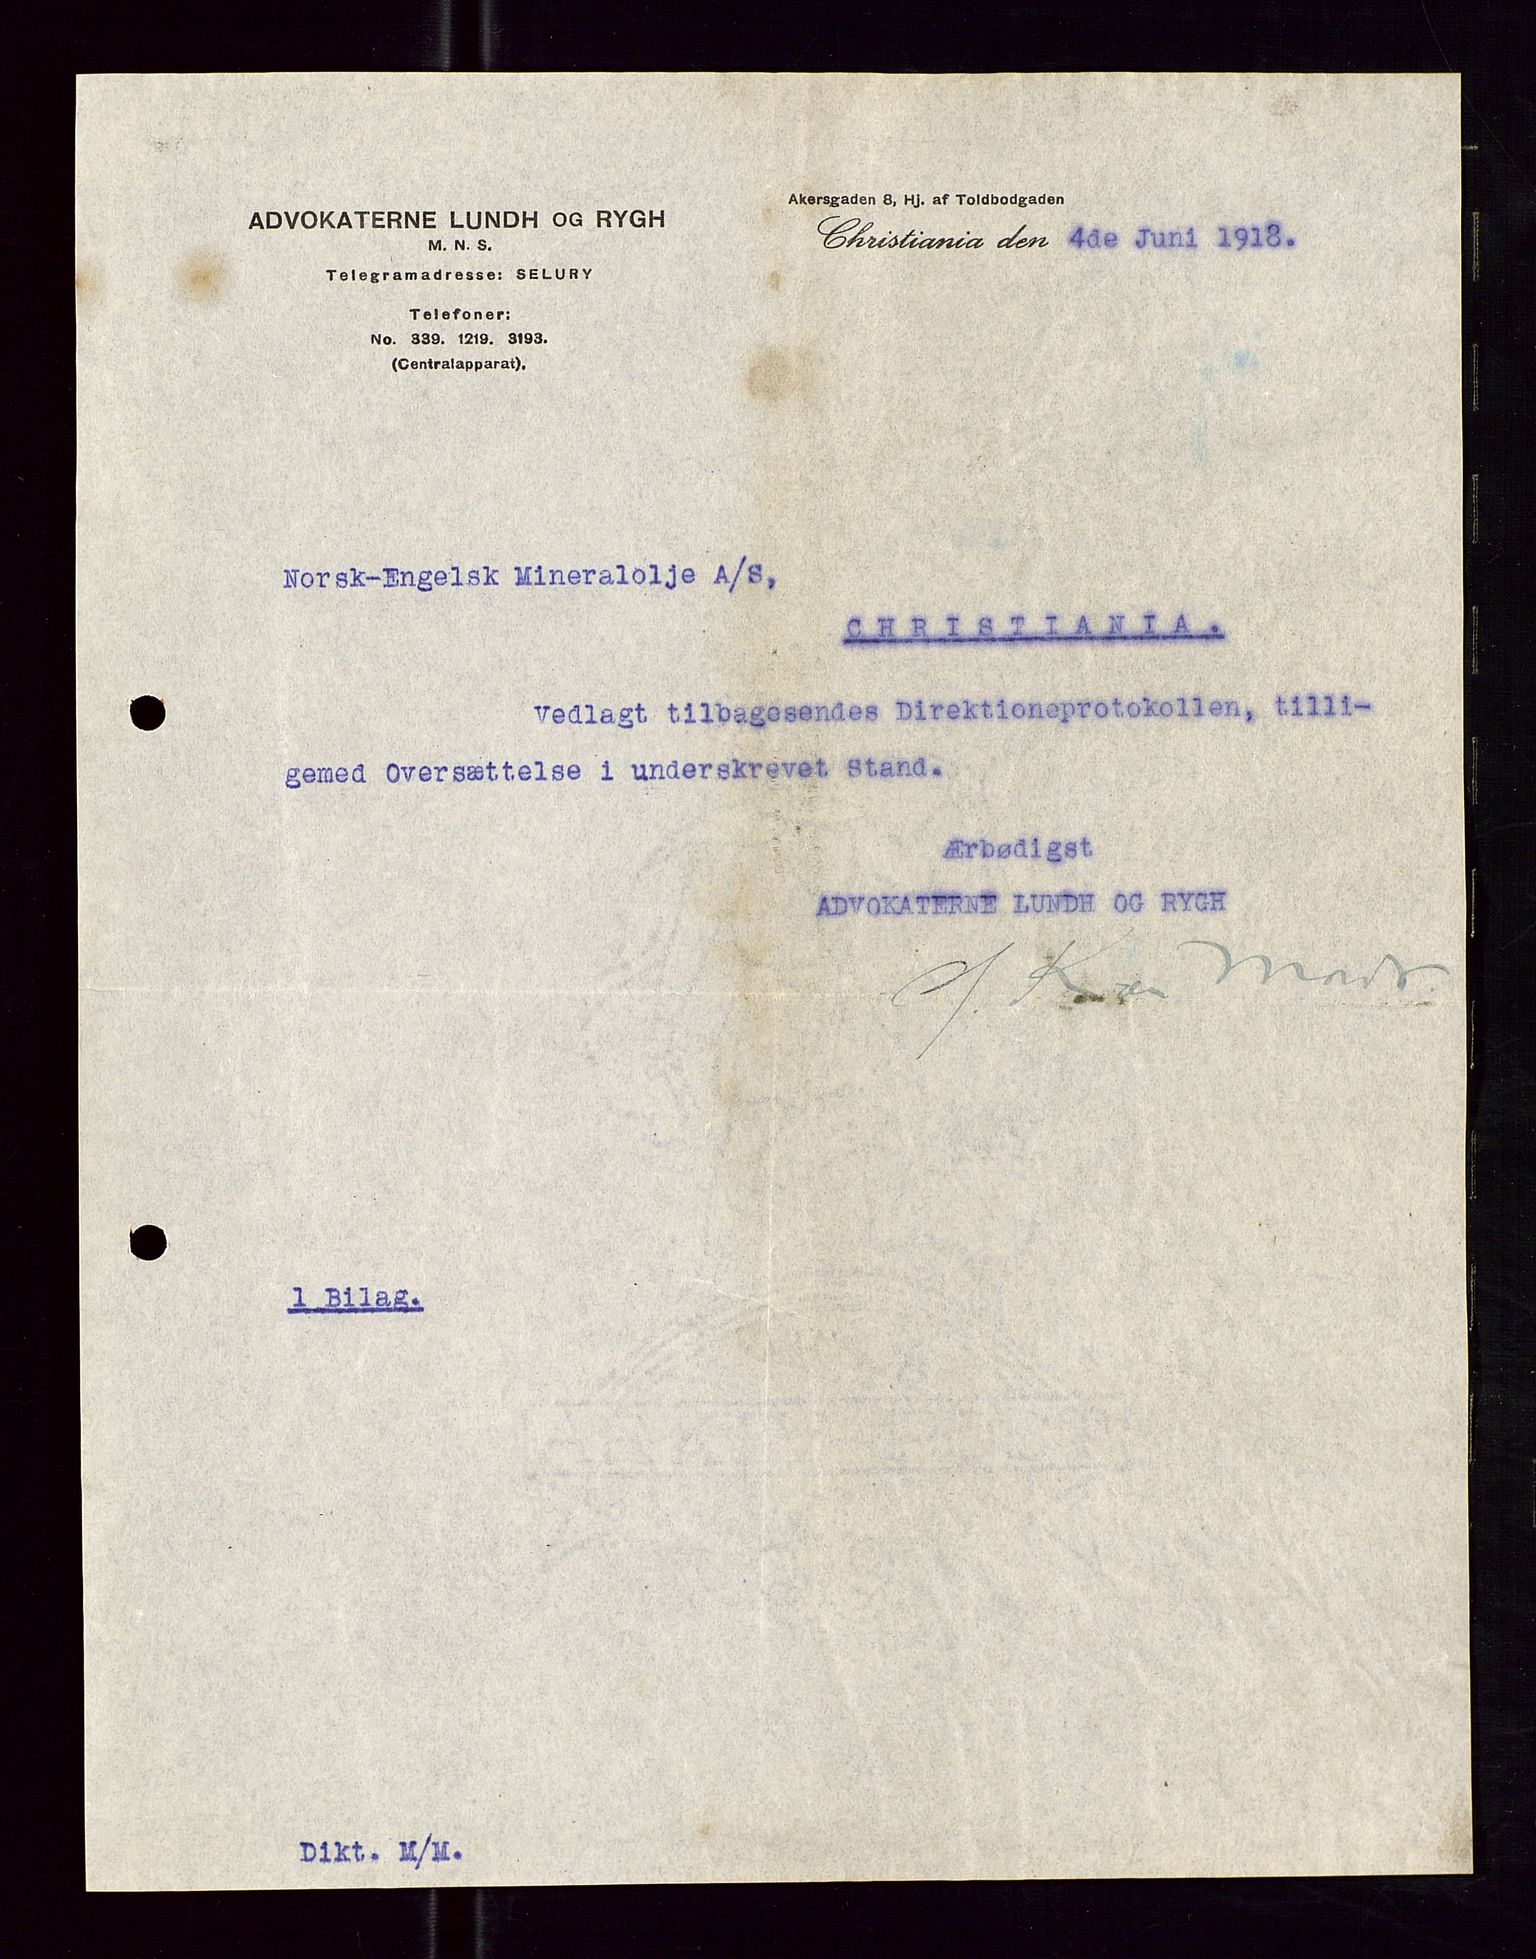 ADVOKATERNE LUNDH OG RYGH
M. N. S.
Telegramadresse: SELURY
Telefoner:
No. 339. 1219. 3193.
(Centralapparat).
Akersgaden 8, Hj. af Toldbodgaden
Christiania den 4de Juni 1918.
Norsk-Engelsk Mineralolje A/S,
CHRISTIANIA.
Vedlagt tilbagesendes Direktioneprotokollen, tilli-
gemed Oversættelse i underskrevet Stand.
Ærbødigst
ADVOKATERNE LUNDH OG RYGH
1 Bilag.
Dikt. M/M.